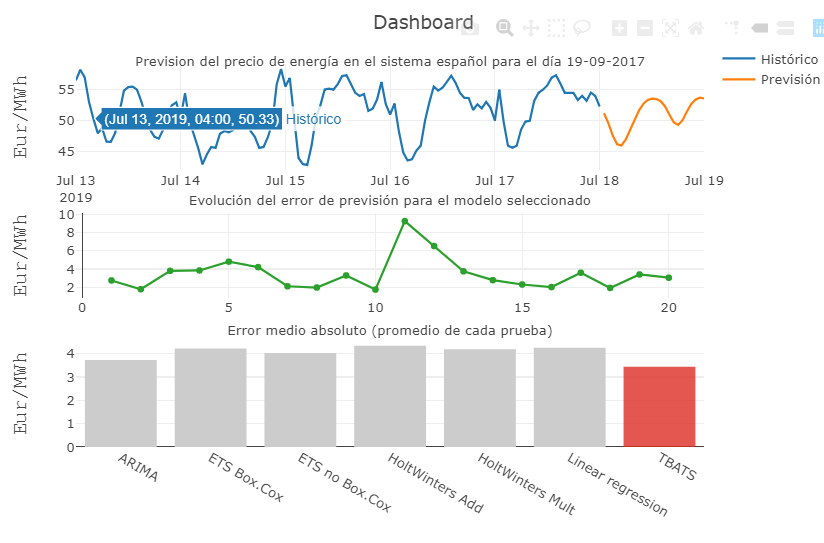 Dashboard
Prevision del precio de energía en el sistema español para el día 19-09-2017
Histórico
Previsión
Eur/MWh
55
50
45
(Jul 13, 2019, 04:00, 50.33) Histórico
Jul 13 Jul 14 Jul 15 Jul 16 Jul 17 Jul 18 Jul 19
2019
Evolución del error de previsión para el modelo seleccionado
Eur/MWh
10
8
6
4
2
0 5 10 15 20
Error medio absoluto (promedio de cada prueba)
Eur/MWh
4
3
2
1
0
ARIMA
ETS Box.Cox
ETS no Box.Cox
HoltWinters Add
HoltWinters Mult
Linear regression
TBATS